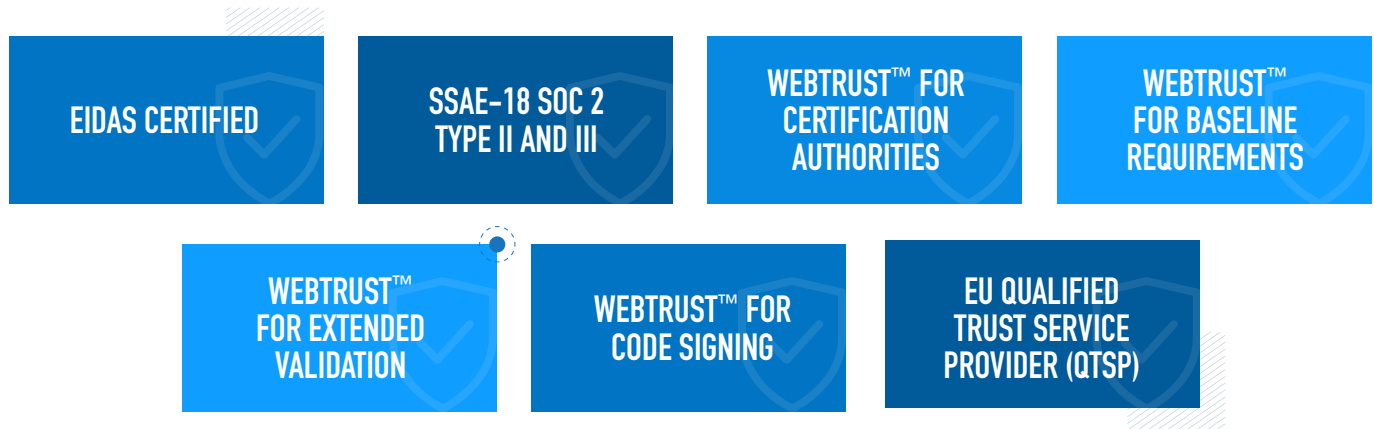 EIDAS CERTIFIED
SSAE-18 SOC 2
TYPE II AND III
WEBTRUST™ FOR
CERTIFICATION
AUTHORITIES
WEBTRUST™
FOR BASELINE
REQUIREMENTS
WEBTRUST™
FOR EXTENDED
VALIDATION
WEBTRUST™ FOR
CODE SIGNING
EU QUALIFIED
TRUST SERVICE
PROVIDER (QTSP)